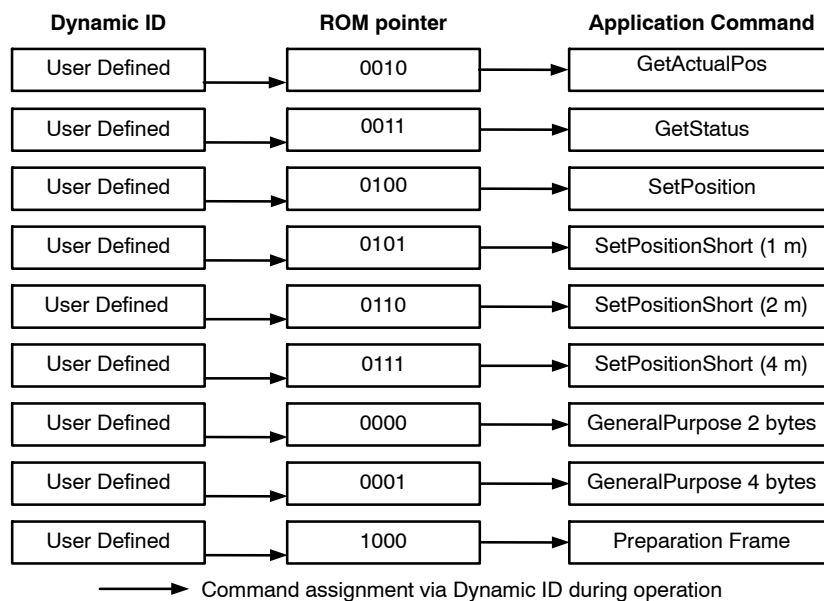 Dynamic ID ROM pointer Application Command
User Defined 0010 GetActualPos
User Defined 0011 GetStatus
User Defined 0100 SetPosition
User Defined 0101 SetPositionShort (1 m)
User Defined 0110 SetPositionShort (2 m)
User Defined 0111 SetPositionShort (4 m)
User Defined 0000 GeneralPurpose 2 bytes
User Defined 0001 GeneralPurpose 4 bytes
User Defined 1000 Preparation Frame
Command assignment via Dynamic ID during operation